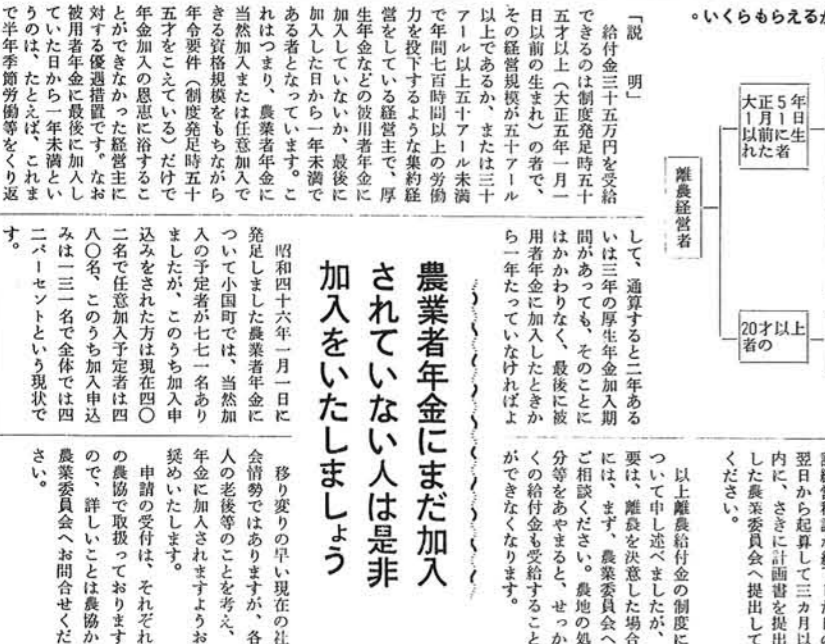 。いくらもらえるか
大正5年
1月1日
以前に
生れた者
離農経営者
20才以上
の者
「説　明」
給付金三十五万円を受給
できるのは制度発足時五十
五才以上（大正五年一月一
日以前の生まれ）の者で、
その経営規模が五十アール
以上であるか、または三十
アール以上五十アール未満
で年間七百時間以上の労働
力を投下するような集約経
営をしている経営主で、厚
生年金などの被用者年金に
加入していないか、最後に
加入した日から一年未満で
ある者となっています。こ
れはつまり、農業者年金に
当然加入または任意加入で
きる資格規模をもちながら
年令要件（制度発足時五十
五才をこえている）だけで
年金加入の恩恵に浴するこ
とができなかった経営主に
対する優遇措置です。なお
被用者年金に最後に加入し
ていた日から一年未満とい
うのは、たとえば、これま
で半年季節労働等をくり返
して、通算すると二年ある
いは三年の厚生年金加入期
間があっても、そのことに
はかかわりなく、最後に被
用者年金に加入したときか
ら一年たっていなければよ
翌日から起算して三カ月以
内に、さきに計画書を提出
した農業委員会へ提出して
ください。
以上離農給付金の制度に
ついて申し述べましたが、
要は、離農を決意した場合
には、まず、農業委員会へ
ご相談ください。農地の処
分等をあやまると、せっか
くの給付金も受給すること
ができなくなります。
農業者年金にまだ加入
されていない人は是非
加入をいたしましょう
昭和四十六年一月一日に
発足しました農業者年金に
ついて小国町では、当然加
入の予定者が七七一名あり
ましたが、このうち加入申
込みをされた方は現在四〇
二名で任意加入予定者は四
八〇名、このうち加入申込
みは一三一名で全体では四
二パーセントという現状で
す。
移り変りの早い現在の社
会情勢ではありますが、各
人の老後等のことを考え、
年金に加入されますようお
奨めいたします。
申請の受付は、それぞれ
の農協で取扱っております
ので、詳しいことは農協か
農業委員会へお問合せくだ
さい。